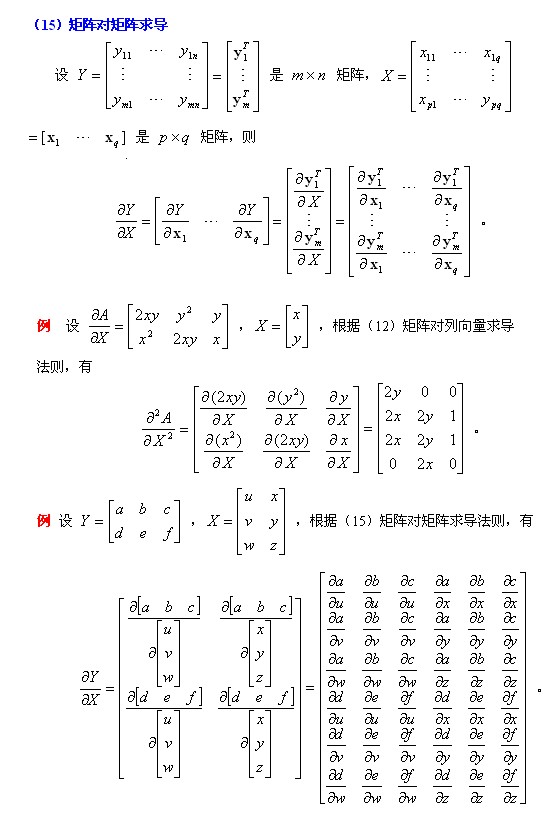 （15）矩阵对矩阵求导
设 $Y=\begin{bmatrix} y_{11} & \cdots & y_{1n} \\ \vdots & & \vdots \\ y_{m1} & \cdots & y_{mn} \end{bmatrix}=\begin{bmatrix} \mathbf{y}_1^T \\ \vdots \\ \mathbf{y}_m^T \end{bmatrix}$ 是 $m\times n$ 矩阵，$X=\begin{bmatrix} x_{11} & \cdots & x_{1q} \\ \vdots & & \vdots \\ x_{p1} & \cdots & y_{pq} \end{bmatrix}$
$=[\mathbf{x}_1 \ \cdots \ \mathbf{x}_q]$ 是 $p\times q$ 矩阵，则
$\frac{\partial Y}{\partial X}=\begin{bmatrix} \frac{\partial Y}{\partial \mathbf{x}_1} & \cdots & \frac{\partial Y}{\partial \mathbf{x}_q} \end{bmatrix}=\begin{bmatrix} \frac{\partial \mathbf{y}_1^T}{\partial X} \\ \vdots \\ \frac{\partial \mathbf{y}_m^T}{\partial X} \end{bmatrix}=\begin{bmatrix} \frac{\partial \mathbf{y}_1^T}{\partial \mathbf{x}_1} & \cdots & \frac{\partial \mathbf{y}_1^T}{\partial \mathbf{x}_q} \\ \vdots & & \vdots \\ \frac{\partial \mathbf{y}_m^T}{\partial \mathbf{x}_1} & \cdots & \frac{\partial \mathbf{y}_m^T}{\partial \mathbf{x}_q} \end{bmatrix}$。
例 设 $\frac{\partial A}{\partial X}=\begin{bmatrix} 2xy & y^2 & y \\ x^2 & 2xy & x \end{bmatrix}$，$X=\begin{bmatrix} x \\ y \end{bmatrix}$，根据（12）矩阵对列向量求导
法则，有
$\frac{\partial^2 A}{\partial X^2}=\begin{bmatrix} \frac{\partial(2xy)}{\partial X} & \frac{\partial(y^2)}{\partial X} & \frac{\partial y}{\partial X} \\ \frac{\partial(x^2)}{\partial X} & \frac{\partial(2xy)}{\partial X} & \frac{\partial x}{\partial X} \end{bmatrix}=\begin{bmatrix} 2y & 0 & 0 \\ 2x & 2y & 1 \\ 2x & 2y & 1 \\ 0 & 2x & 0 \end{bmatrix}$。
例 设 $Y=\begin{bmatrix} a & b & c \\ d & e & f \end{bmatrix}$，$X=\begin{bmatrix} u & x \\ v & y \\ w & z \end{bmatrix}$，根据（15）矩阵对矩阵求导法则，有
$\frac{\partial Y}{\partial X}=\begin{bmatrix} \frac{\partial [a \ b \ c]}{\partial \begin{bmatrix} u \\ v \\ w \end{bmatrix}} & \frac{\partial [a \ b \ c]}{\partial \begin{bmatrix} x \\ y \\ z \end{bmatrix}} \\ \frac{\partial [d \ e \ f]}{\partial \begin{bmatrix} u \\ v \\ w \end{bmatrix}} & \frac{\partial [d \ e \ f]}{\partial \begin{bmatrix} x \\ y \\ z \end{bmatrix}} \end{bmatrix}=\begin{bmatrix} \frac{\partial a}{\partial u} & \frac{\partial b}{\partial u} & \frac{\partial c}{\partial u} & \frac{\partial a}{\partial x} & \frac{\partial b}{\partial x} & \frac{\partial c}{\partial x} \\ \frac{\partial a}{\partial v} & \frac{\partial b}{\partial v} & \frac{\partial c}{\partial v} & \frac{\partial a}{\partial y} & \frac{\partial b}{\partial y} & \frac{\partial c}{\partial y} \\ \frac{\partial a}{\partial w} & \frac{\partial b}{\partial w} & \frac{\partial c}{\partial w} & \frac{\partial a}{\partial z} & \frac{\partial b}{\partial z} & \frac{\partial c}{\partial z} \\ \frac{\partial d}{\partial u} & \frac{\partial e}{\partial u} & \frac{\partial f}{\partial u} & \frac{\partial d}{\partial x} & \frac{\partial e}{\partial x} & \frac{\partial f}{\partial x} \\ \frac{\partial d}{\partial v} & \frac{\partial e}{\partial v} & \frac{\partial f}{\partial v} & \frac{\partial d}{\partial y} & \frac{\partial e}{\partial y} & \frac{\partial f}{\partial y} \\ \frac{\partial d}{\partial w} & \frac{\partial e}{\partial w} & \frac{\partial f}{\partial w} & \frac{\partial d}{\partial z} & \frac{\partial e}{\partial z} & \frac{\partial f}{\partial z} \end{bmatrix}$。